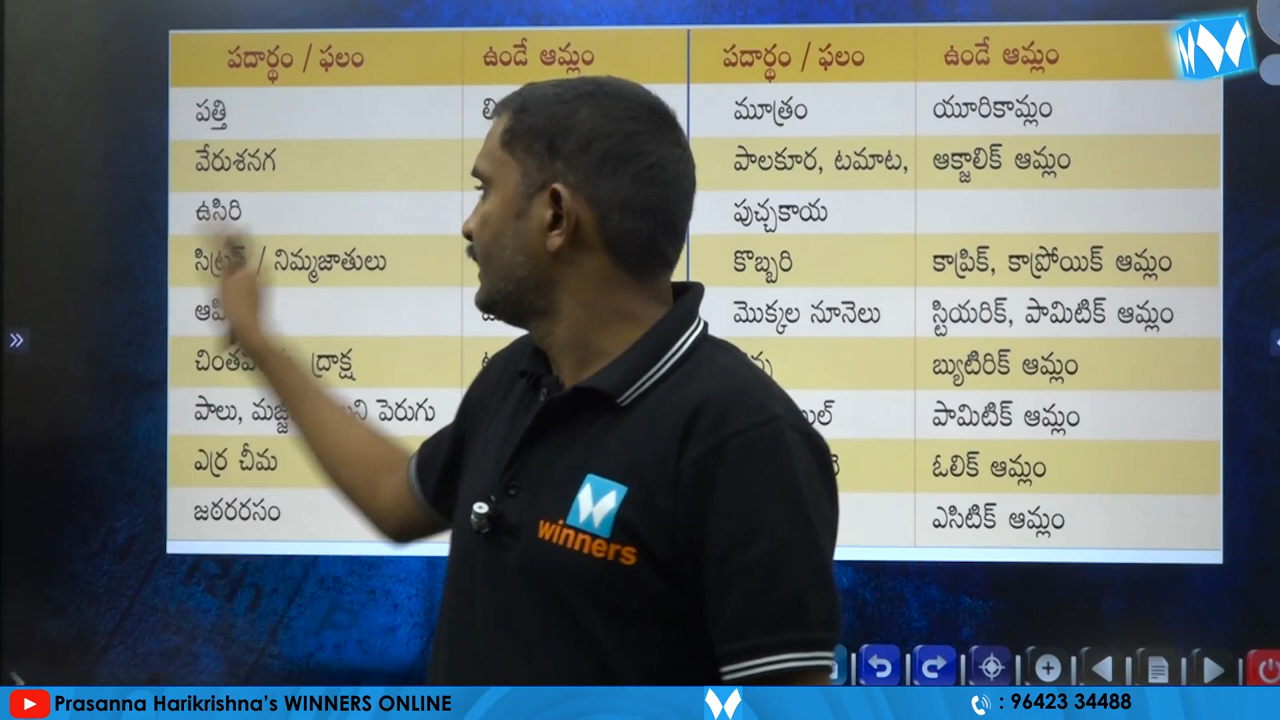 పదార్థం / ఫలం ఉండే ఆమ్లం పదార్థం / ఫలం ఉండే ఆమ్లం
పత్తి మూత్రం యూరికామ్లం
వేరుశనగ పాలకూర, టమాట, ఆక్జాలిక్ ఆమ్లం
ఉసిరి పుచ్చకాయ
/ నిమ్మజాతులు కొబ్బరి కాప్రిక్, కాప్రోయిక్ ఆమ్లం
మొక్కల నూనెలు స్టియరిక్, పామిటిక్ ఆమ్లం
ద్రాక్ష బ్యుటిరిక్ ఆమ్లం
పాలు, పెరుగు పామిటిక్ ఆమ్లం
ఎర్ర చీమ ఓలిక్ ఆమ్లం
జఠరరసం ఎసిటిక్ ఆమ్లం
winners
Prasanna Harikrishna's WINNERS ONLINE : 96423 34488